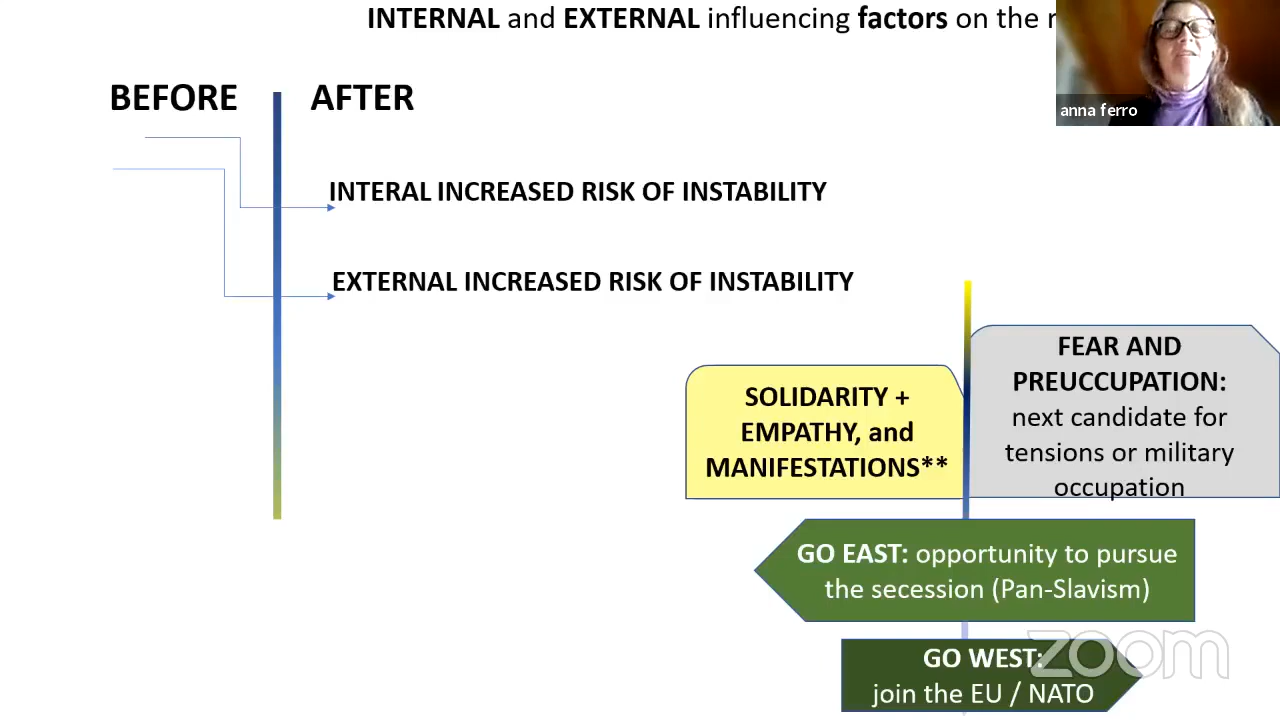 INTERNAL and EXTERNAL influencing factors on the
anna ferro
BEFORE
AFTER
INTERAL INCREASED RISK OF INSTABILITY
EXTERNAL INCREASED RISK OF INSTABILITY
SOLIDARITY +
EMPATHY, and
MANIFESTATIONS**
FEAR AND
PREUCCUPATION:
next candidate for
tensions or military
occupation
GO EAST: opportunity to pursue
the secession (Pan-Slavism)
GO WEST:
join the EU / NATO
zoom